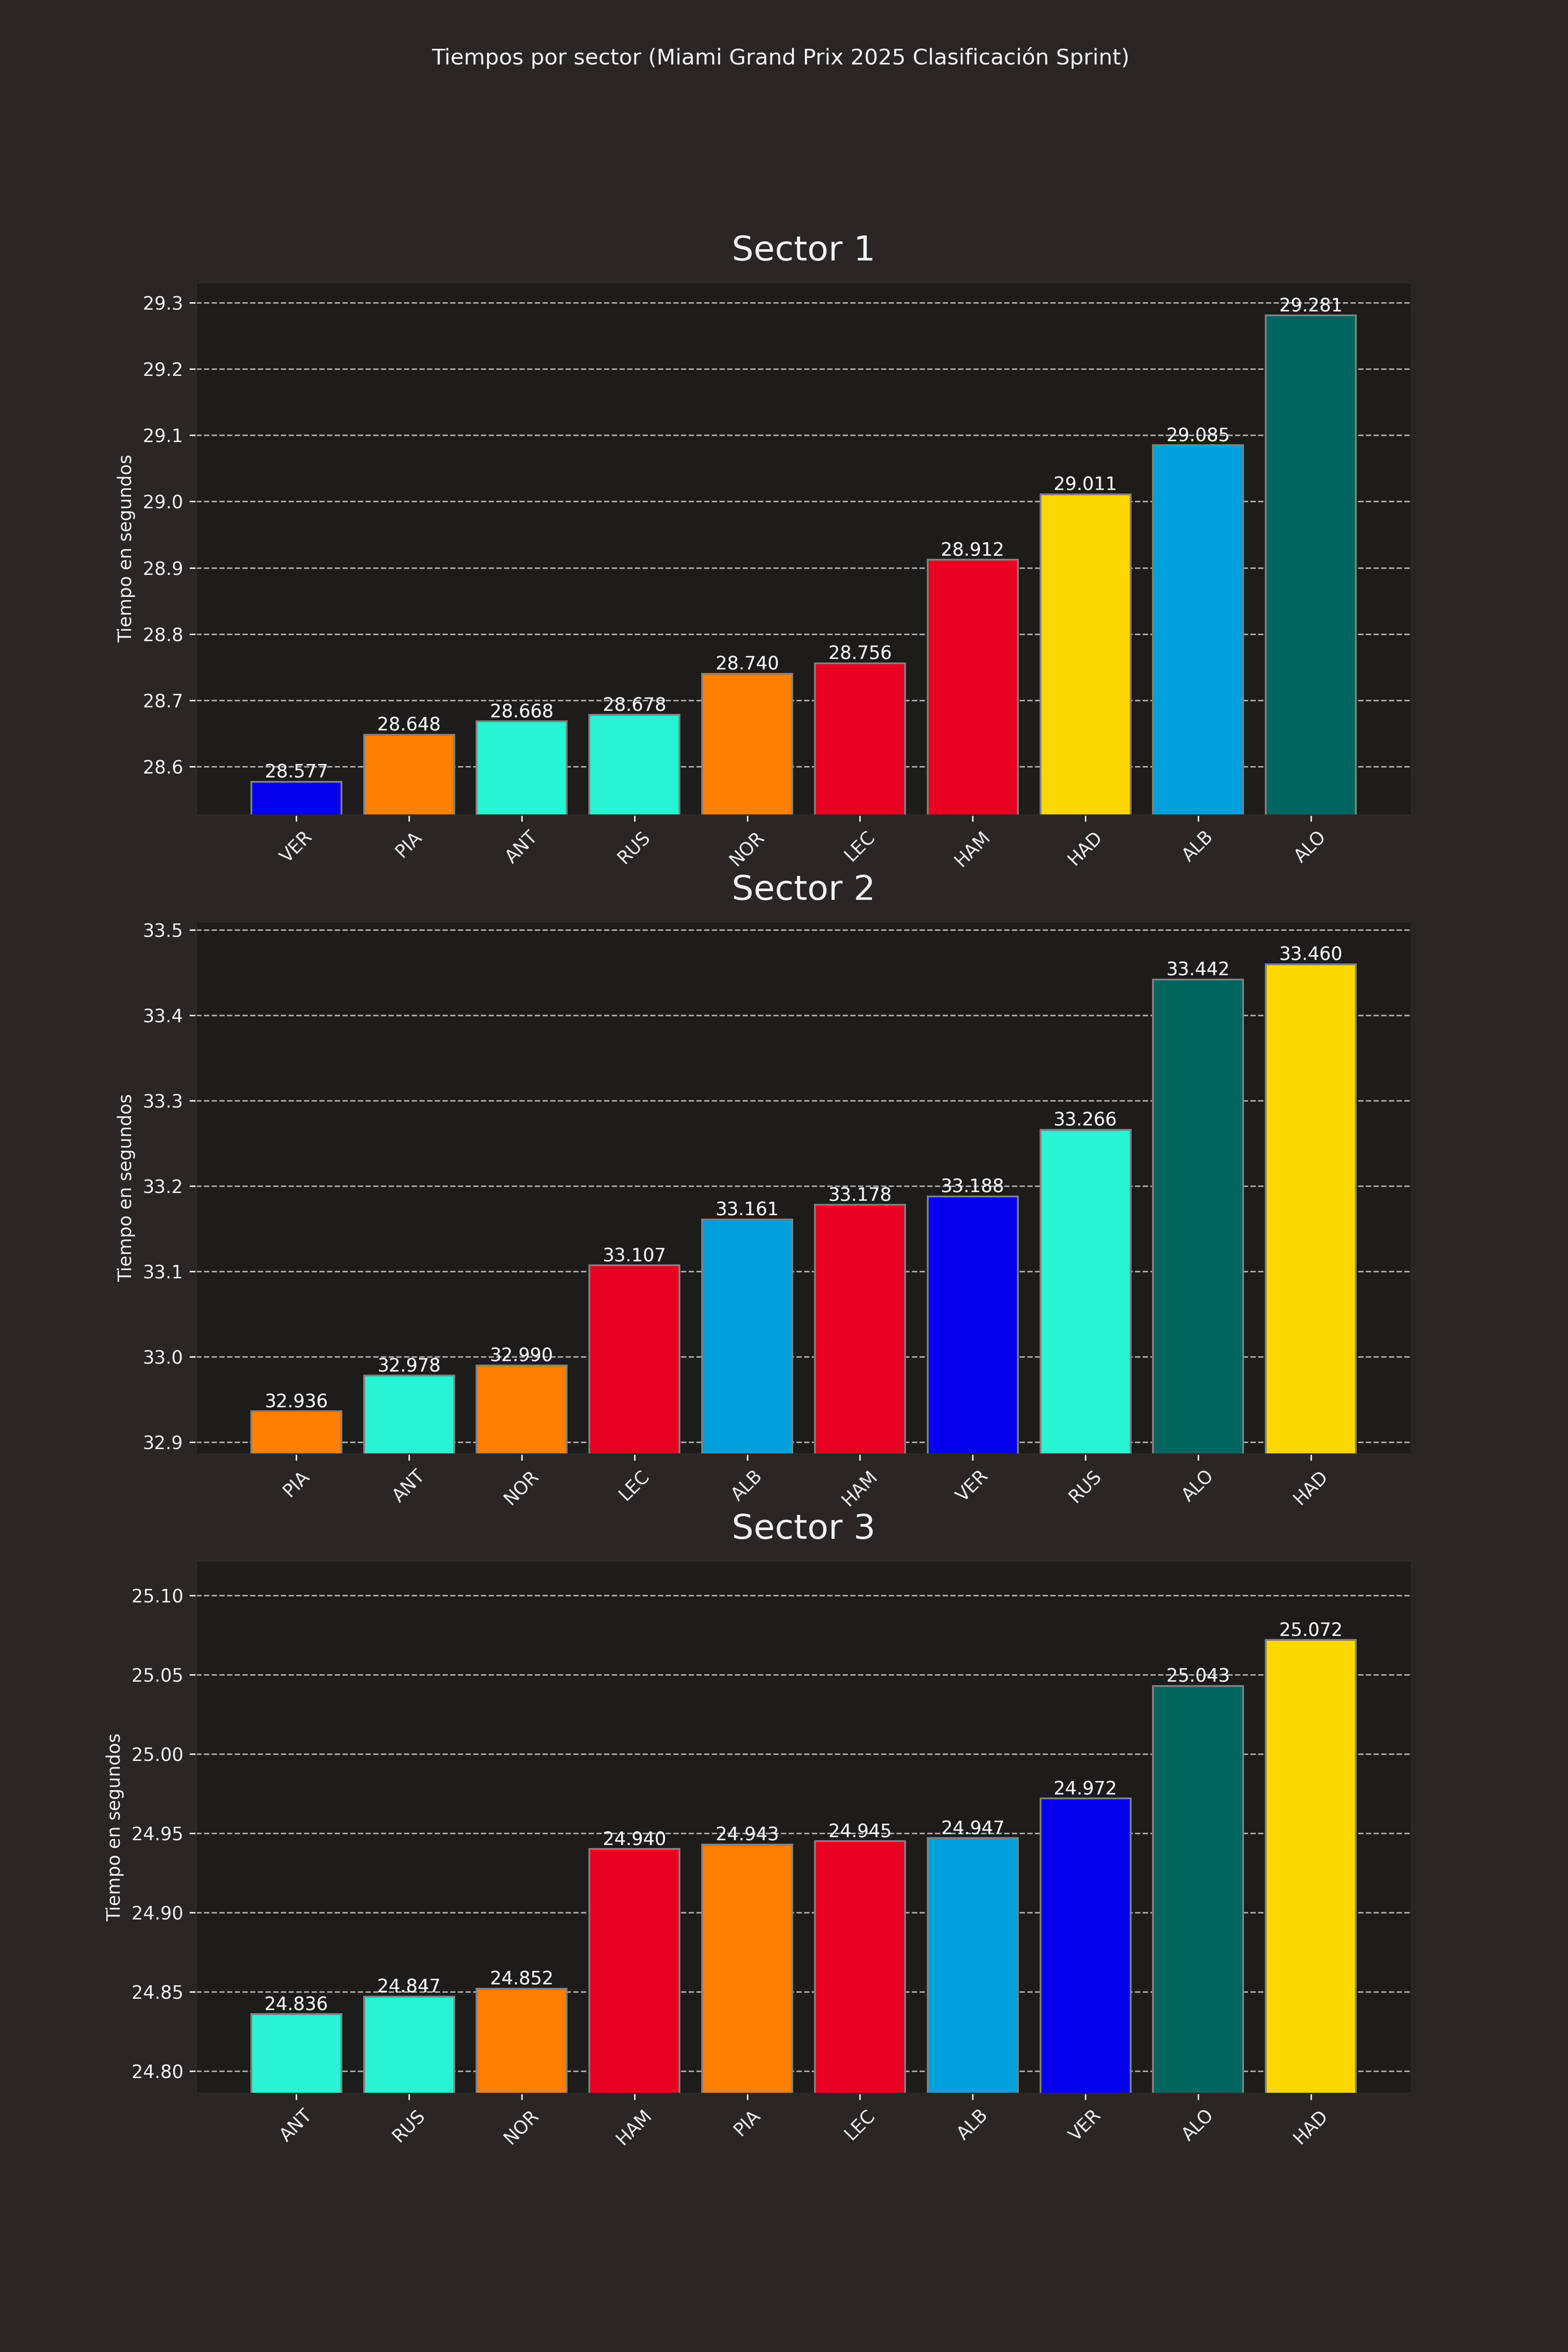 Tiempos por sector (Miami Grand Prix 2025 Clasificación Sprint)
Sector 1
Tiempo en segundos
29.3
29.2
29.1
29.0
28.9
28.8
28.7
28.6
28.577
28.648
28.668
28.678
28.740
28.756
28.912
29.011
29.085
29.281
VER
PIA
ANT
RUS
NOR
LEC
HAM
HAD
ALB
ALO
Sector 2
Tiempo en segundos
33.5
33.4
33.3
33.2
33.1
33.0
32.9
32.936
32.978
32.990
33.107
33.161
33.178
33.188
33.266
33.442
33.460
PIA
ANT
NOR
LEC
ALB
HAM
VER
RUS
ALO
HAD
Sector 3
Tiempo en segundos
25.10
25.05
25.00
24.95
24.90
24.85
24.80
24.836
24.847
24.852
24.940
24.943
24.945
24.947
24.972
25.043
25.072
ANT
RUS
NOR
HAM
PIA
LEC
ALB
VER
ALO
HAD